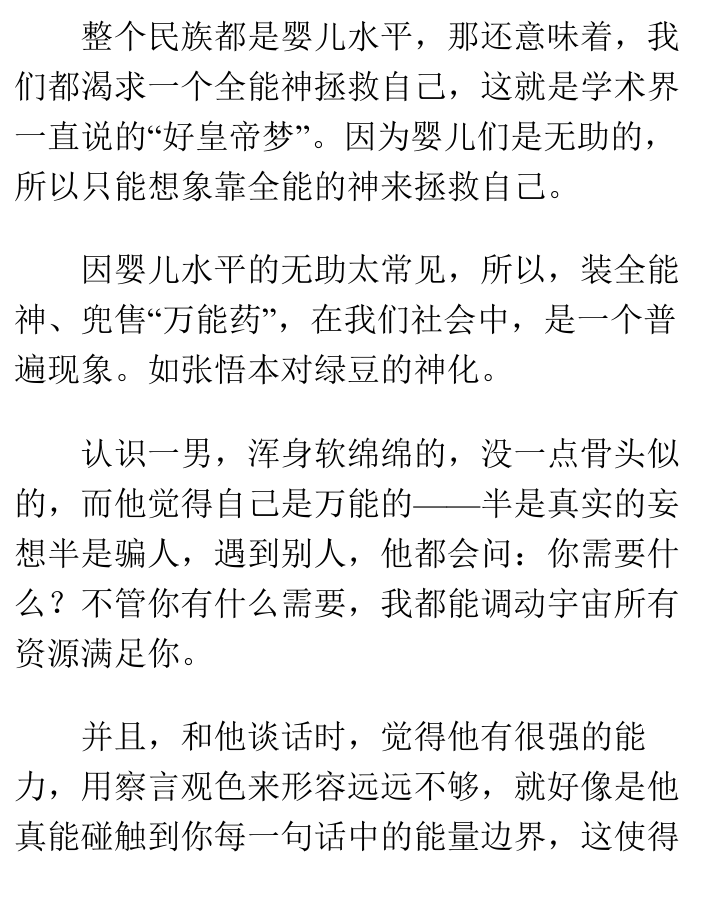 整个民族都是婴儿水平，那还意味着，我
们都渴求一个全能神拯救自己，这就是学术界
一直说的“好皇帝梦”。因为婴儿们是无助的，
所以只能想象靠全能的神来拯救自己。
因婴儿水平的无助太常见，所以，装全能
神、兜售“万能药”，在我们社会中，是一个普
遍现象。如张悟本对绿豆的神化。
认识一男，浑身软绵绵的，没一点骨头似
的，而他觉得自己是万能的——半是真实的妄
想半是骗人，遇到别人，他都会问：你需要什
么？不管你有什么需要，我都能调动宇宙所有
资源满足你。
并且，和他谈话时，觉得他有很强的能
力，用察言观色来形容远远不够，就好像是他
真能碰触到你每一句话中的能量边界，这使得